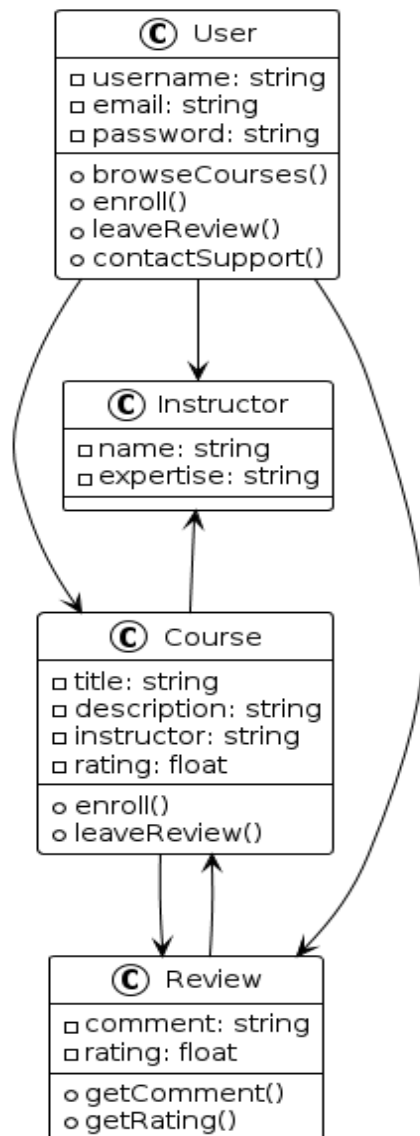 C User
username: string
email: string
password: string
browseCourses()
enroll()
leaveReview()
contactSupport()
C Instructor
name: string
expertise: string
C Course
title: string
description: string
instructor: string
rating: float
enroll()
leaveReview()
C Review
comment: string
rating: float
getComment()
getRating()